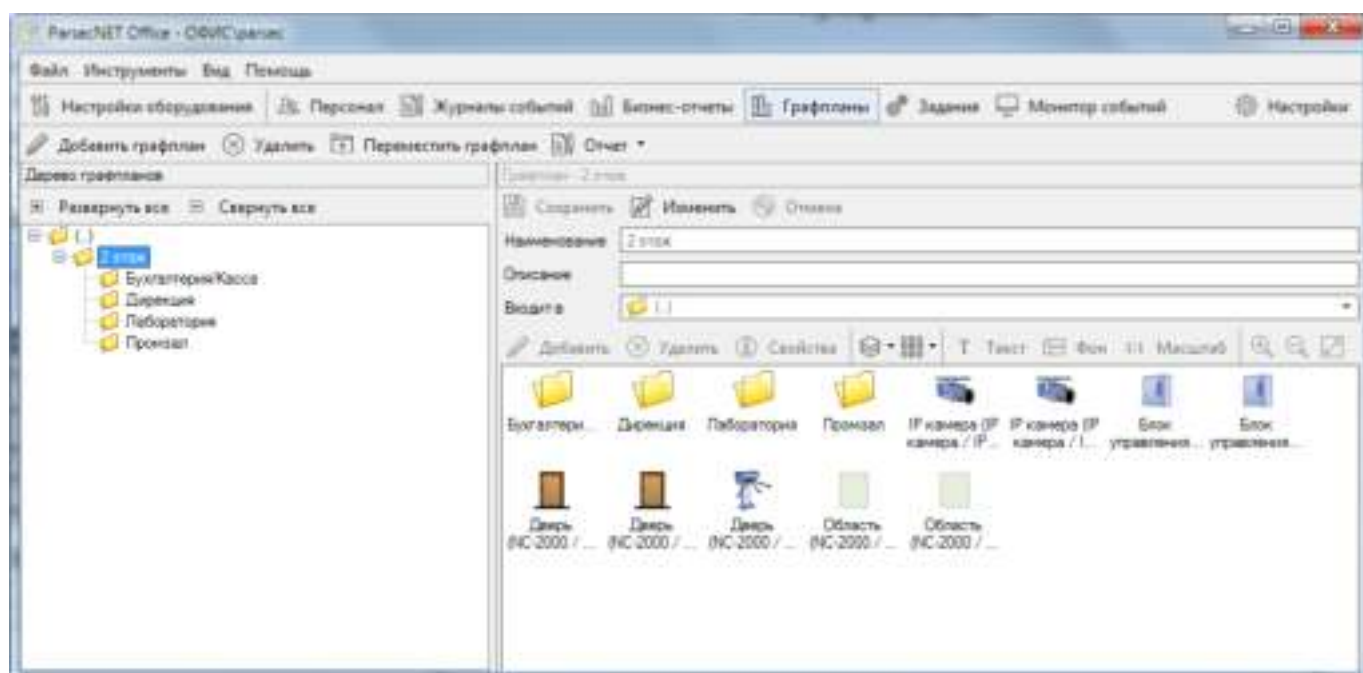 ParsecNET Office - ОФИС\parsec
Файл Инструменты Вид Помощь
Настройки оборудования Персонал Журналы событий Бизнес-отчеты Графпланы Задания Монитор событий Настройки
Добавить графплан Удалить Переместить графплан Отчет
Дерево графпланов
Графплан - 2 этаж
Развернуть все Свернуть все
Сохранить Изменить Отмена
(.)
2 этаж
Бухгалтерия/Касса
Дирекция
Лаборатория
Промзал
Наименование 2 этаж
Описание
Входит в (.)
Добавить Удалить Свойства T Текст Фон 1:1 Масштаб
Бухгалтери... Дирекция Лаборатория Промзал IP камера (IP камера / IP... IP камера (IP камера / I... Блок управления... Блок управления...
Дверь (NC-2000 / ... Дверь (NC-2000 / ... Дверь (NC-2000 / ... Область (NC-2000 / ... Область (NC-2000 / ...